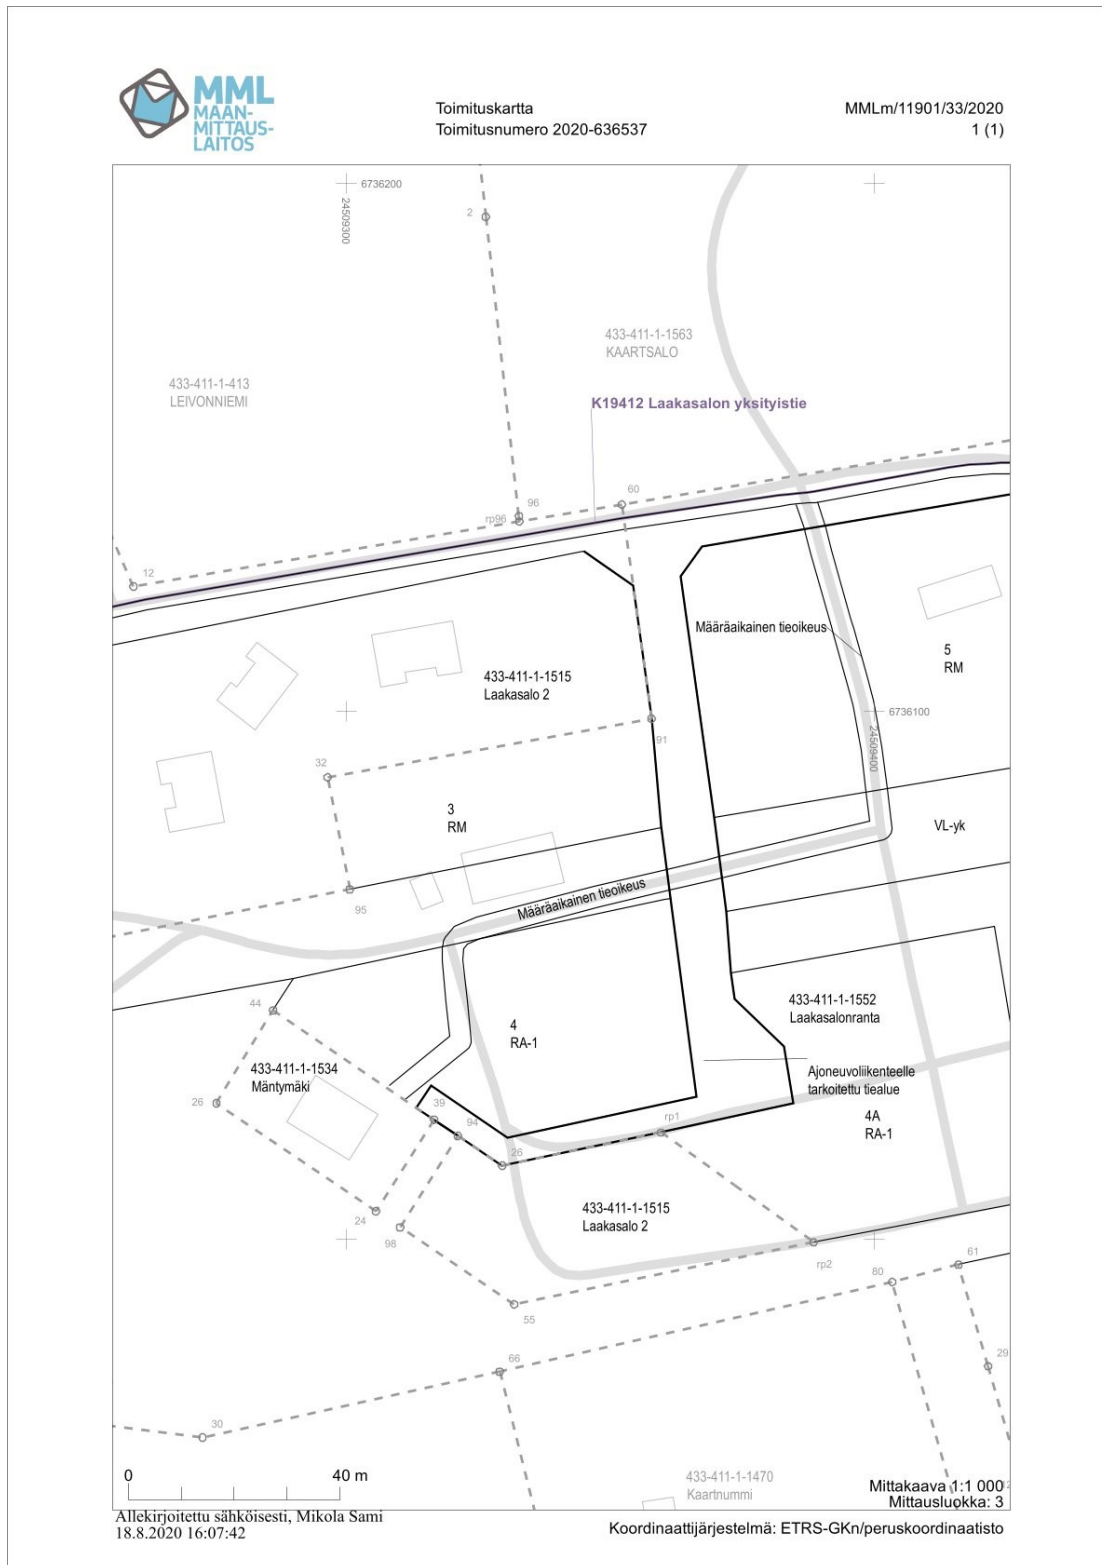 MML
MAAN-
MITTAUS-
LAITOS
Toimituskartta
Toimitusnumero 2020-636537
MMLm/11901/33/2020
1 (1)
6736200
24509300
2
433-411-1-1563
KAARTSALO
433-411-1-413
LEIVONNIEMI
K19412 Laakasalon yksityistie
60
96
rp96
12
Määräaikainen tieoikeus
5
RM
433-411-1-1515
Laakasalo 2
6736100
24509400
91
32
3
RM
VL-yk
Määräaikainen tieoikeus
95
44
433-411-1-1552
Laakasalonranta
4
RA-1
433-411-1-1534
Mäntymäki
Ajoneuvoliikenteelle
tarkoitettu tiealue
26
39
94
rp1
4A
RA-1
26
433-411-1-1515
Laakasalo 2
24
98
rp2
61
80
55
66
29
30
433-411-1-1470
Kaartnummi
0
40 m
Mittakaava 1:1 000
Mittausluokka: 3
Allekirjoitettu sähköisesti, Mikola Sami
18.8.2020 16:07:42
Koordinaattijärjestelmä: ETRS-GKn/peruskoordinaatisto